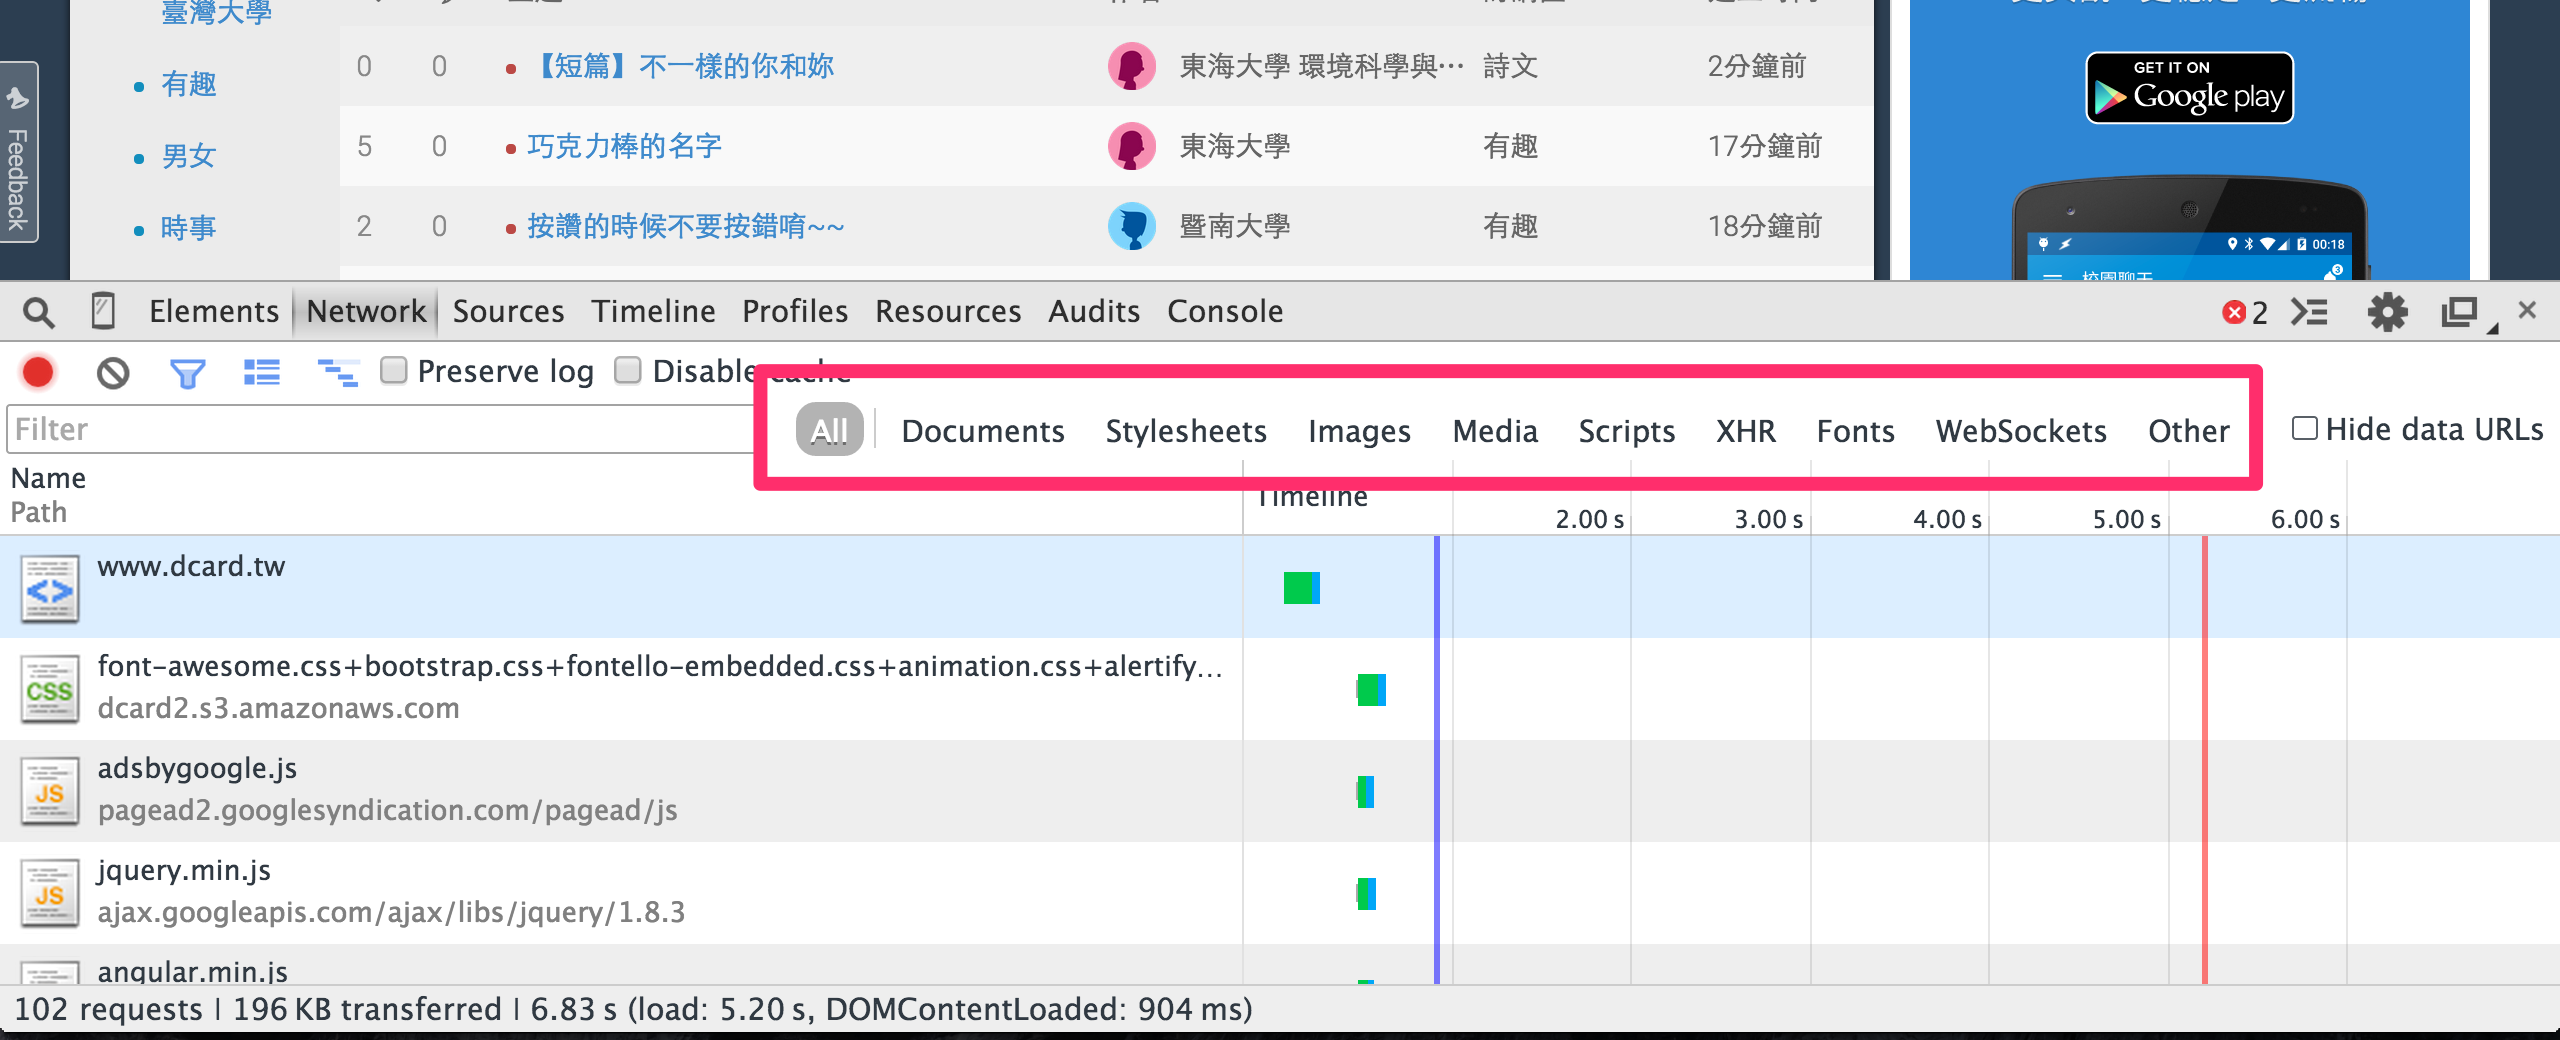 臺灣大學
有趣
男女
時事
Feedback
0 0 【短篇】不一樣的你和妳 東海大學 環境科學與… 詩文 2分鐘前
5 0 巧克力棒的名字 東海大學 有趣 17分鐘前
2 0 按讚的時候不要按錯唷~~ 暨南大學 有趣 18分鐘前
GET IT ON
Google play
00:18
校園聊天
3
Elements Network Sources Timeline Profiles Resources Audits Console 2
Preserve log Disable cache
Filter All Documents Stylesheets Images Media Scripts XHR Fonts WebSockets Other Hide data URLs
Name
Path
Timeline
2.00 s 3.00 s 4.00 s 5.00 s 6.00 s
www.dcard.tw
font-awesome.css+bootstrap.css+fontello-embedded.css+animation.css+alertify…
CSS
dcard2.s3.amazonaws.com
adsbygoogle.js
JS
pagead2.googlesyndication.com/pagead/js
jquery.min.js
JS
ajax.googleapis.com/ajax/libs/jquery/1.8.3
angular.min.js
102 requests | 196 KB transferred | 6.83 s (load: 5.20 s, DOMContentLoaded: 904 ms)